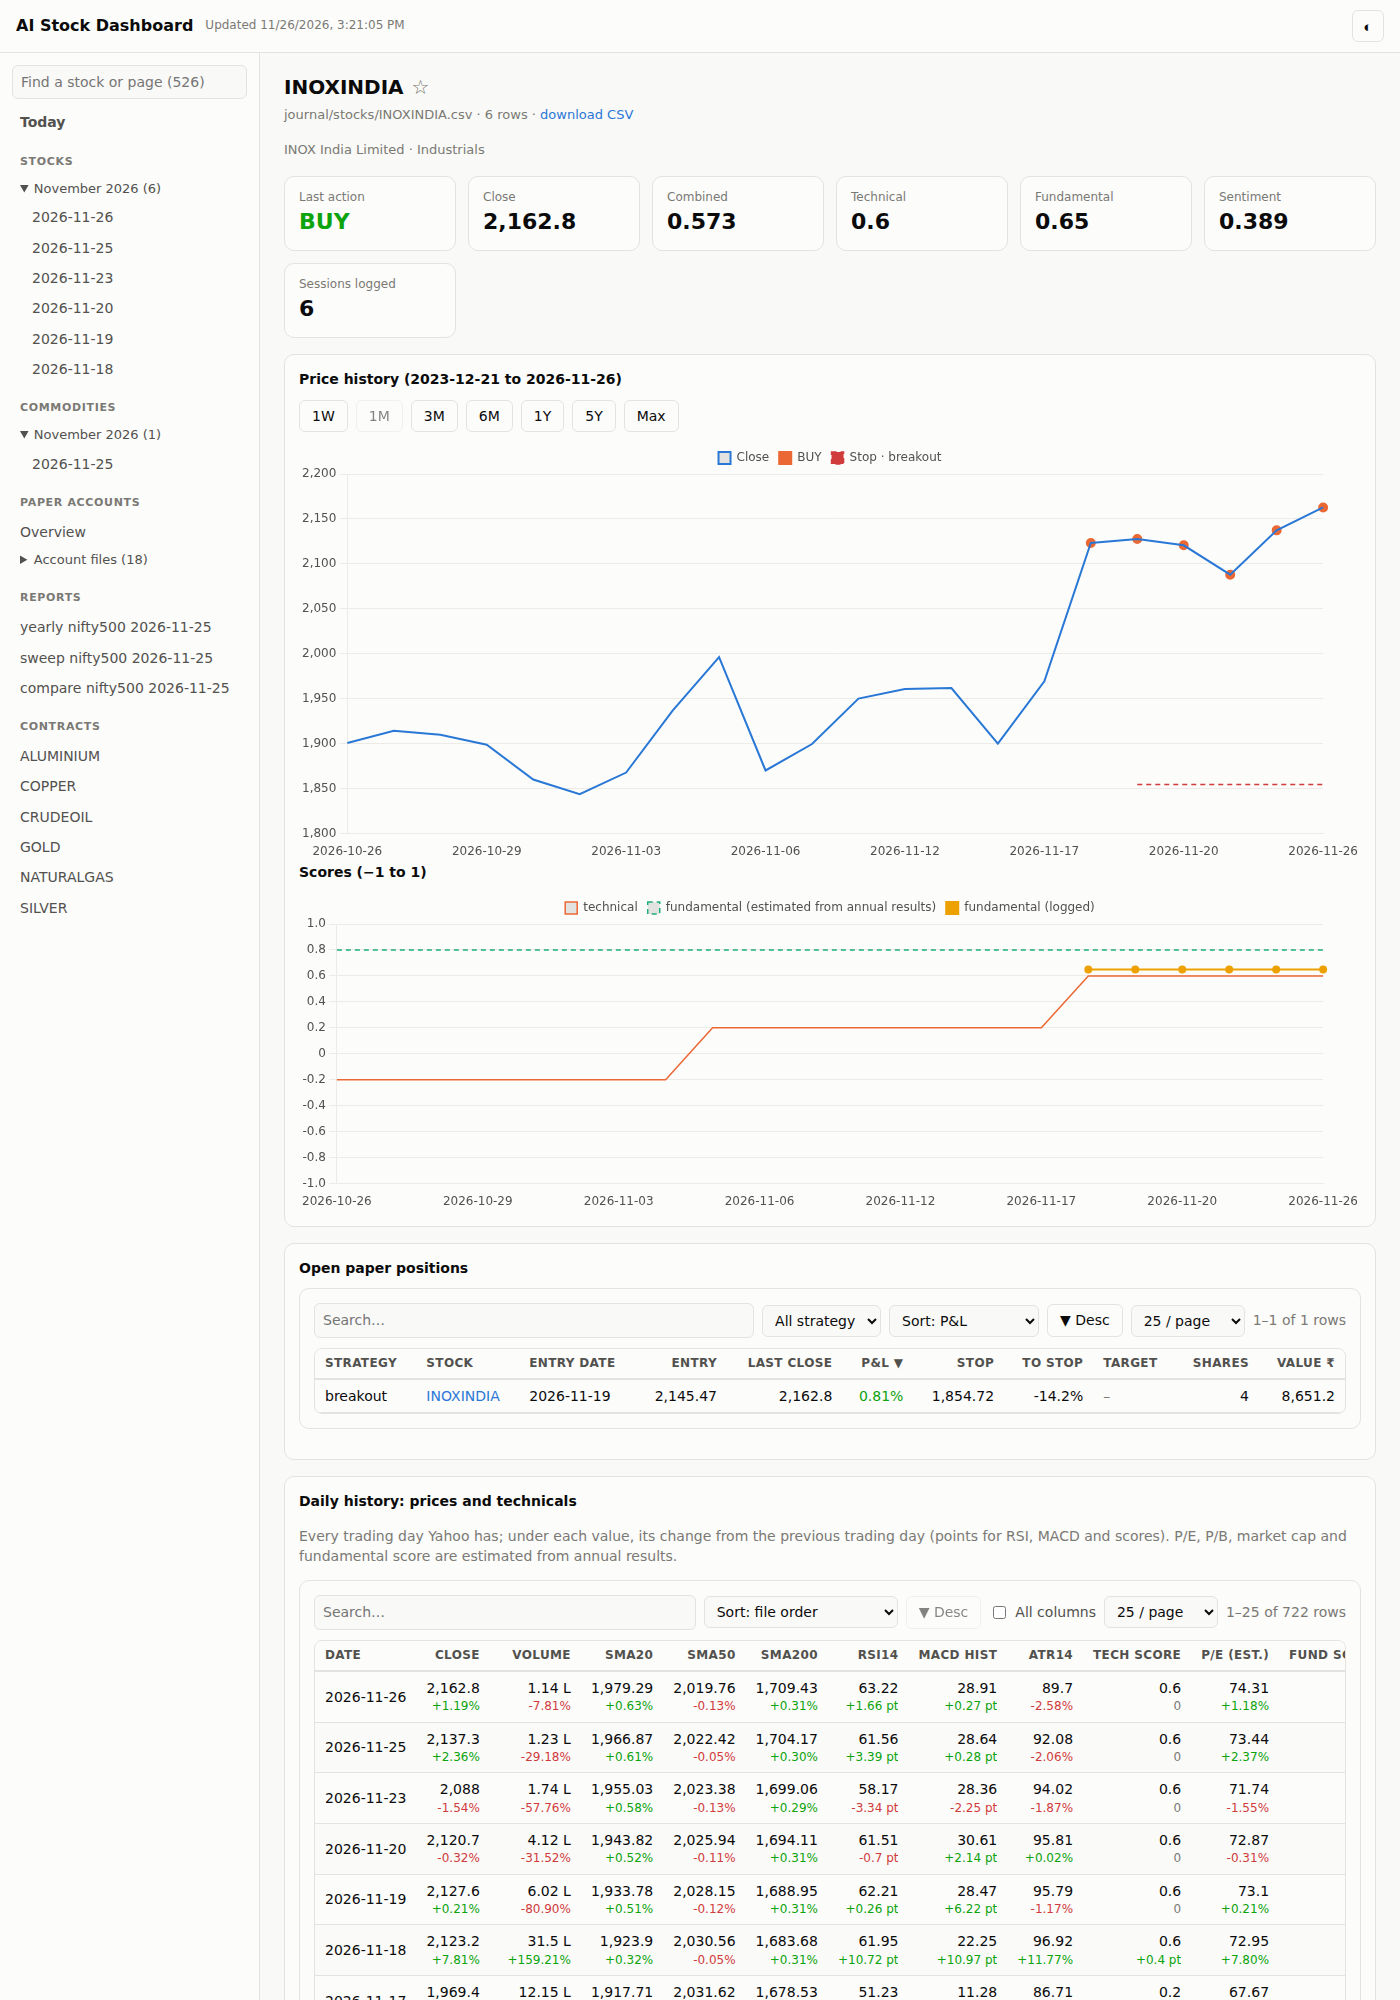 AI Stock Dashboard Updated 11/26/2026, 3:21:05 PM
Find a stock or page (526)
Today
STOCKS
▼ November 2026 (6)
2026-11-26
2026-11-25
2026-11-23
2026-11-20
2026-11-19
2026-11-18
COMMODITIES
▼ November 2026 (1)
2026-11-25
PAPER ACCOUNTS
Overview
▶ Account files (18)
REPORTS
yearly nifty500 2026-11-25
sweep nifty500 2026-11-25
compare nifty500 2026-11-25
CONTRACTS
ALUMINIUM
COPPER
CRUDEOIL
GOLD
NATURALGAS
SILVER
INOXINDIA ☆
journal/stocks/INOXINDIA.csv · 6 rows · download CSV
INOX India Limited · Industrials
Last action Close Combined Technical Fundamental Sentiment
BUY 2,162.8 0.573 0.6 0.65 0.389
Sessions logged
6
Price history (2023-12-21 to 2026-11-26)
1W 1M 3M 6M 1Y 5Y Max
Close BUY Stop · breakout
2,200
2,150
2,100
2,050
2,000
1,950
1,900
1,850
1,800
2026-10-26 2026-10-29 2026-11-03 2026-11-06 2026-11-12 2026-11-17 2026-11-20 2026-11-26
Scores (−1 to 1)
technical fundamental (estimated from annual results) fundamental (logged)
1.0
0.8
0.6
0.4
0.2
0
-0.2
-0.4
-0.6
-0.8
-1.0
2026-10-26 2026-10-29 2026-11-03 2026-11-06 2026-11-12 2026-11-17 2026-11-20 2026-11-26
Open paper positions
Search… All strategy Sort: P&L ▼ Desc 25 / page 1–1 of 1 rows
STRATEGY STOCK ENTRY DATE ENTRY LAST CLOSE P&L ▼ STOP TO STOP TARGET SHARES VALUE ₹
breakout INOXINDIA 2026-11-19 2,145.47 2,162.8 0.81% 1,854.72 -14.2% – 4 8,651.2
Daily history: prices and technicals
Every trading day Yahoo has; under each value, its change from the previous trading day (points for RSI, MACD and scores). P/E, P/B, market cap and
fundamental score are estimated from annual results.
Search… Sort: file order ▼ Desc All columns 25 / page 1–25 of 722 rows
DATE CLOSE VOLUME SMA20 SMA50 SMA200 RSI14 MACD HIST ATR14 TECH SCORE P/E (EST.) FUND SC
2026-11-26 2,162.8 1.14 L 1,979.29 2,019.76 1,709.43 63.22 28.91 89.7 0.6 74.31
+1.19% -7.81% +0.63% -0.13% +0.31% +1.66 pt +0.27 pt -2.58% 0 +1.18%
2026-11-25 2,137.3 1.23 L 1,966.87 2,022.42 1,704.17 61.56 28.64 92.08 0.6 73.44
+2.36% -29.18% +0.61% -0.05% +0.30% +3.39 pt +0.28 pt -2.06% 0 +2.37%
2026-11-23 2,088 1.74 L 1,955.03 2,023.38 1,699.06 58.17 28.36 94.02 0.6 71.74
-1.54% -57.76% +0.58% -0.13% +0.29% -3.34 pt -2.25 pt -1.87% 0 -1.55%
2026-11-20 2,120.7 4.12 L 1,943.82 2,025.94 1,694.11 61.51 30.61 95.81 0.6 72.87
-0.32% -31.52% +0.52% -0.11% +0.31% -0.7 pt +2.14 pt +0.02% 0 -0.31%
2026-11-19 2,127.6 6.02 L 1,933.78 2,028.15 1,688.95 62.21 28.47 95.79 0.6 73.1
+0.21% -80.90% +0.51% -0.12% +0.31% +0.26 pt +6.22 pt -1.17% 0 +0.21%
2026-11-18 2,123.2 31.5 L 1,923.9 2,030.56 1,683.68 61.95 22.25 96.92 0.6 72.95
+7.81% +159.21% +0.32% -0.05% +0.31% +10.72 pt +10.97 pt +11.77% +0.4 pt +7.80%
2026-11-17 1,969.4 12.15 L 1,917.71 2,031.62 1,678.53 51.23 11.28 86.71 0.2 67.67